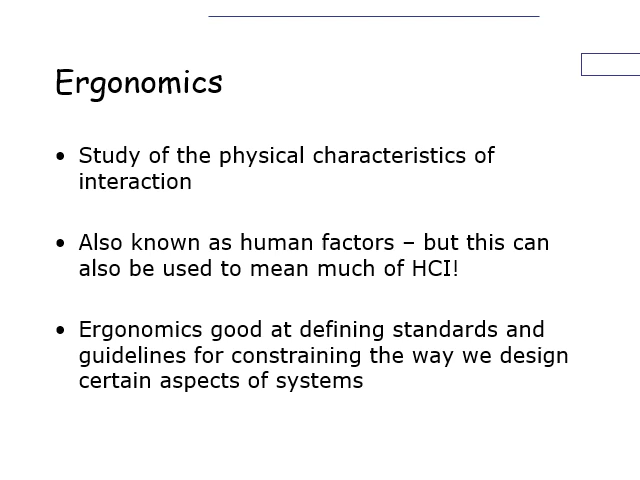 Ergonomics
• Study of the physical characteristics of
interaction
• Also known as human factors – but this can
also be used to mean much of HCI!
• Ergonomics good at defining standards and
guidelines for constraining the way we design
certain aspects of systems